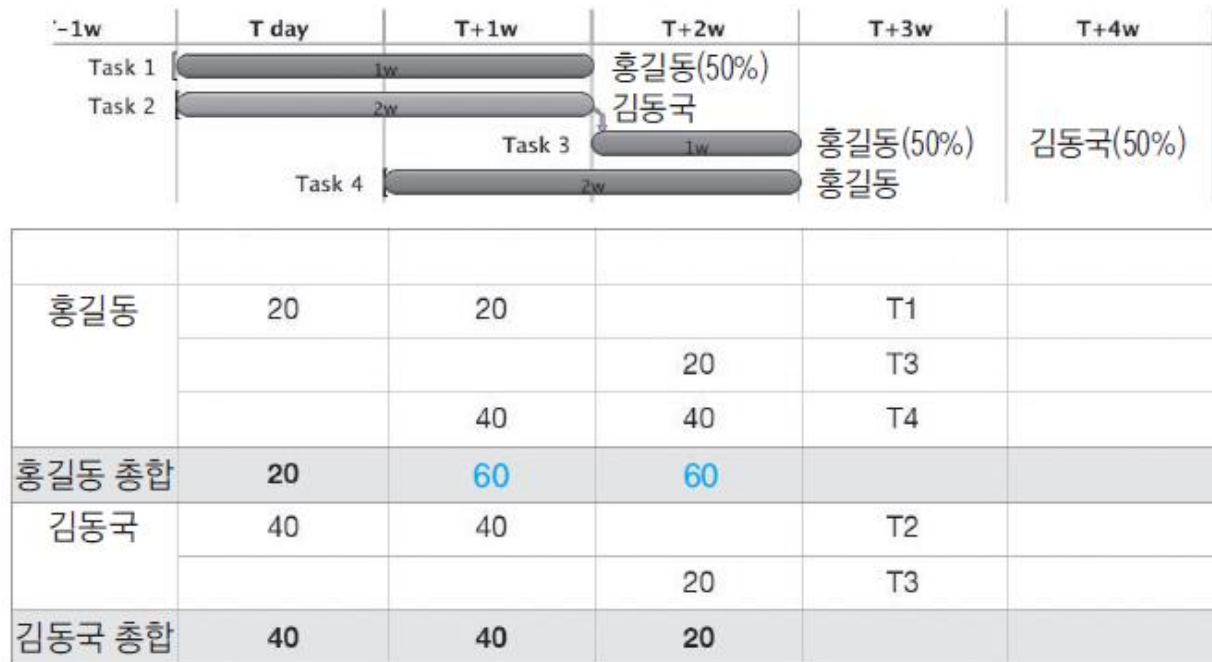 -1w T day T+1w T+2w T+3w T+4w
Task 1 1w 홍길동(50%)
Task 2 2w 김동국
Task 3 1w 홍길동(50%) 김동국(50%)
Task 4 2w 홍길동
홍길동 20 20 T1
20 T3
40 40 T4
홍길동 총합 20 60 60
김동국 40 40 T2
20 T3
김동국 총합 40 40 20